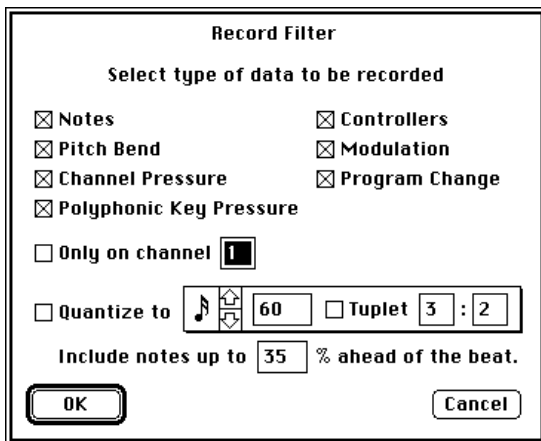 Record Filter
Select type of data to be recorded
Notes Controllers
Pitch Bend Modulation
Channel Pressure Program Change
Polyphonic Key Pressure
Only on channel 1
Quantize to 60 Tuplet 3 : 2
Include notes up to 35 % ahead of the beat.
OK Cancel